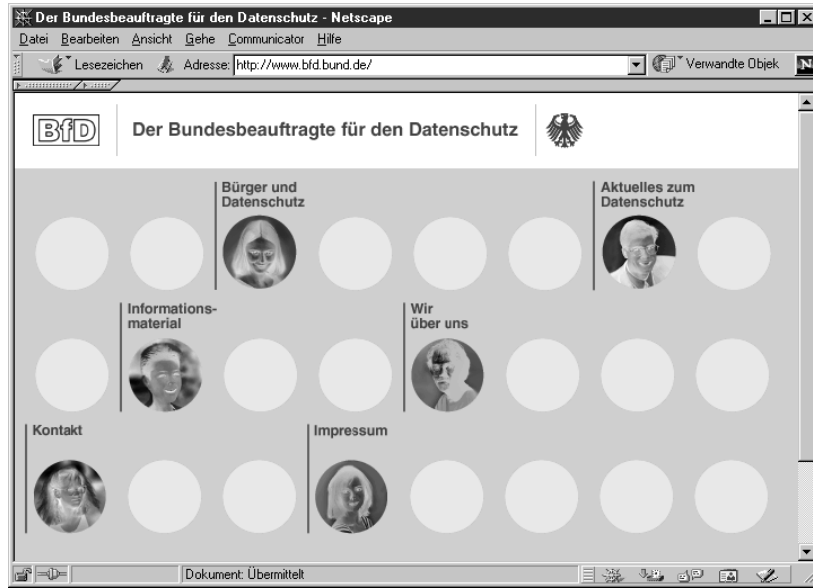 Der Bundesbeauftragte für den Datenschutz - Netscape
Datei Bearbeiten Ansicht Gehe Communicator Hilfe
Lesezeichen Adresse: http://www.bfd.bund.de/ Verwandte Objek N
BfD Der Bundesbeauftragte für den Datenschutz
Bürger und
Datenschutz
Aktuelles zum
Datenschutz
Informations-
material
Wir
über uns
Kontakt
Impressum
Dokument: Übermittelt